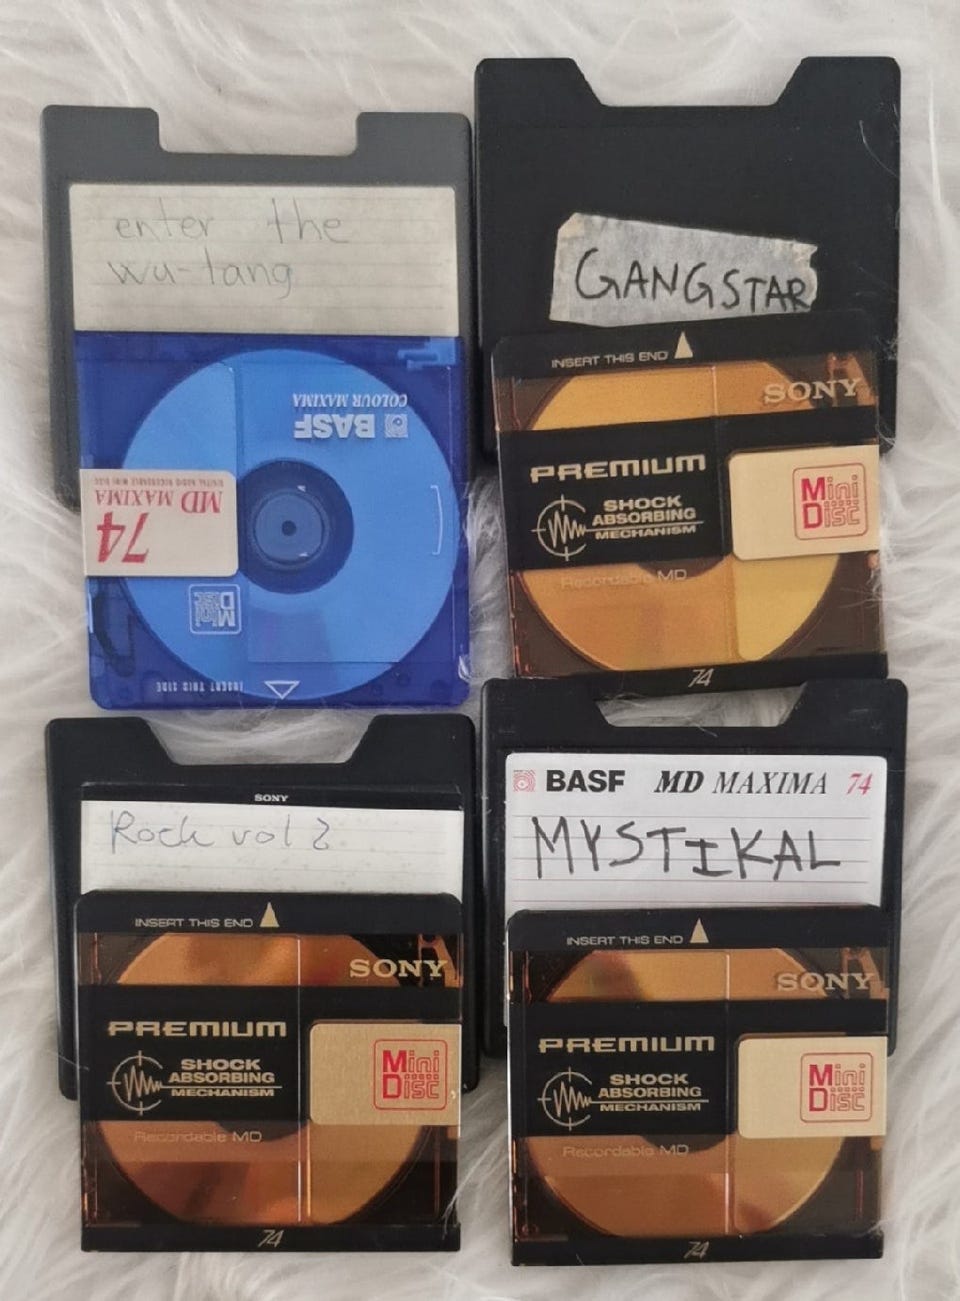 enter the
wu-tang
BASF
COLOUR MAXIMA
MD MAXIMA
DIGITAL AUDIO RECORDABLE MINI DISC
74
Mini
Disc
INSERT THIS SIDE
GANGSTAR
INSERT THIS END
SONY
PREMIUM
SHOCK
ABSORBING
MECHANISM
Mini
Disc
Recordable MD
74
SONY
Rock vol 2
INSERT THIS END
SONY
PREMIUM
SHOCK
ABSORBING
MECHANISM
Mini
Disc
Recordable MD
74
BASF MD MAXIMA 74
MYSTIKAL
INSERT THIS END
SONY
PREMIUM
SHOCK
ABSORBING
MECHANISM
Mini
Disc
Recordable MD
74